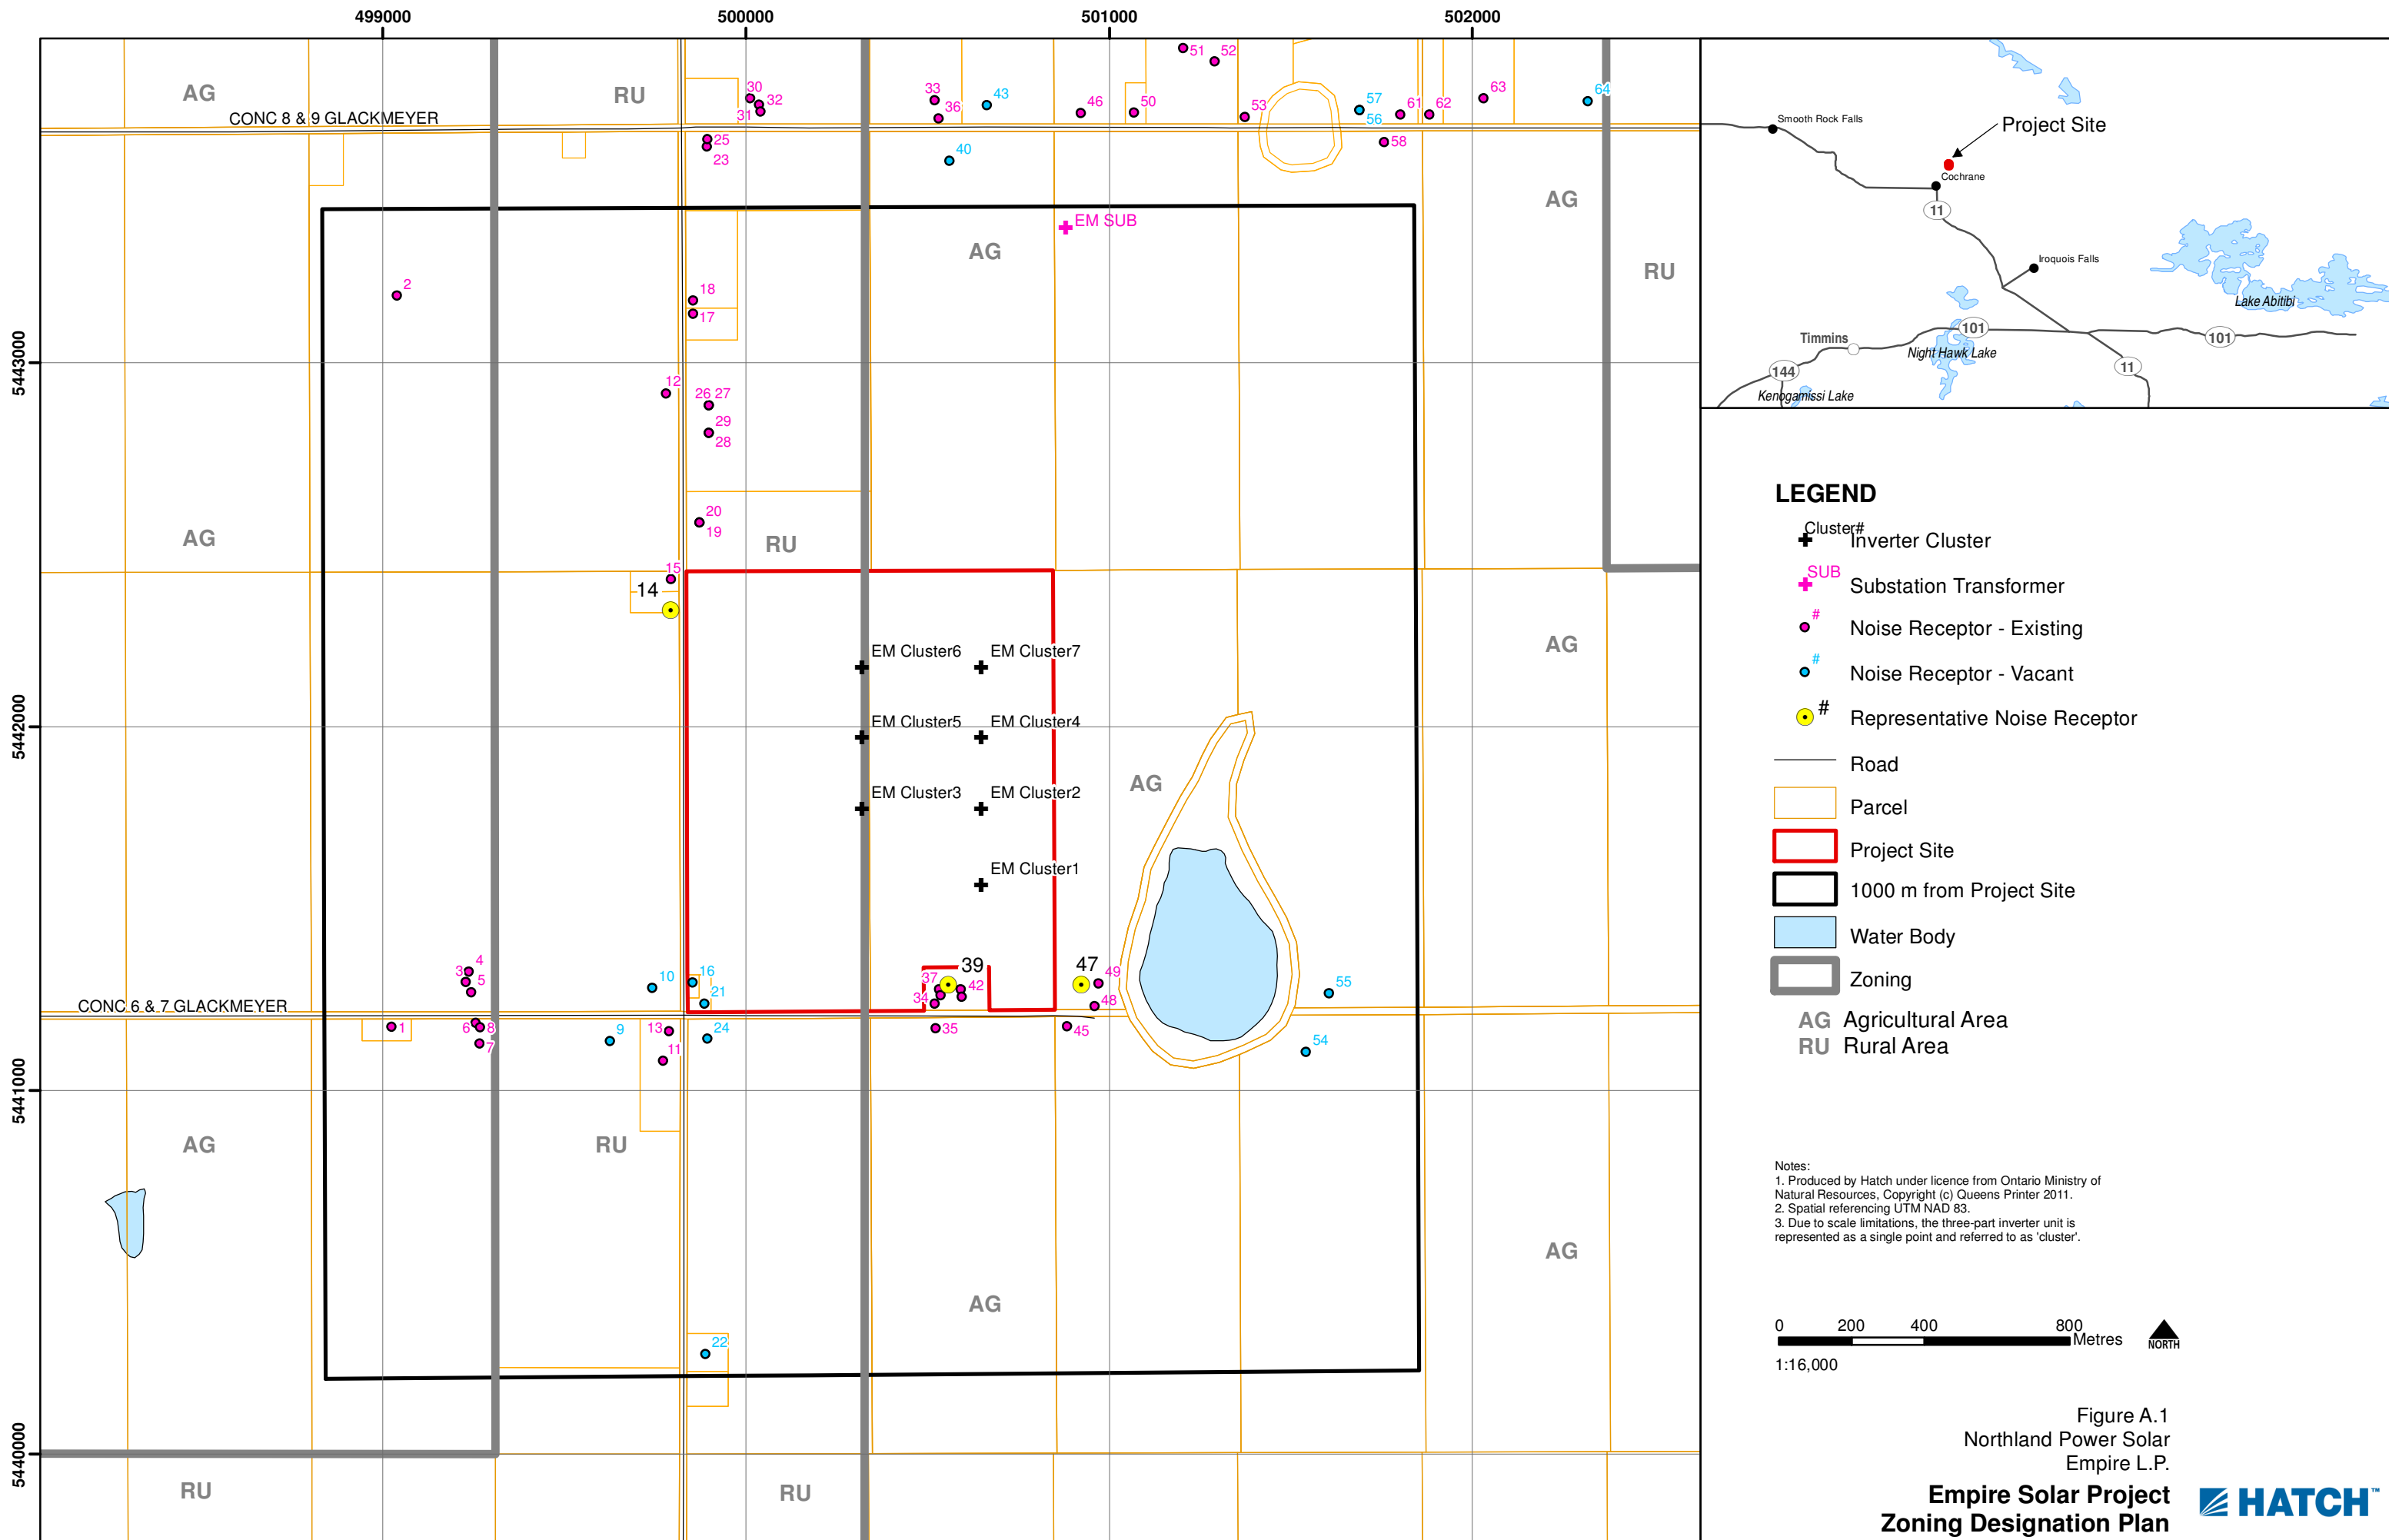 499000 500000 501000 502000
5443000
5442000
5441000
5440000
51 52
AG RU
30
32
31
33
36
43
46 50
53
57
56
61 62
63
64
CONC 8 & 9 GLACKMEYER
25
23
40
58
AG
EM SUB
AG
RU
2
18
17
12
26 27
29
28
20
19
AG
RU
15
14
AG
EM Cluster6 EM Cluster7
EM Cluster5 EM Cluster4
AG
EM Cluster3 EM Cluster2
EM Cluster1
4
3
5
10
16
21
37
39
42
34
47
49
48
55
CONC 6 & 7 GLACKMEYER
1
6 8
7
9
13
11
24
35
45
54
AG
RU
AG
AG
22
RU
RU
Smooth Rock Falls
Project Site
Cochrane
11
Iroquois Falls
Lake Abitibi
Timmins
101
101
Night Hawk Lake
11
144
Kenogamissi Lake
LEGEND
Cluster#
Inverter Cluster
SUB
Substation Transformer
#
Noise Receptor - Existing
#
Noise Receptor - Vacant
#
Representative Noise Receptor
Road
Parcel
Project Site
1000 m from Project Site
Water Body
Zoning
AG Agricultural Area
RU Rural Area
Notes:
1. Produced by Hatch under licence from Ontario Ministry of
Natural Resources, Copyright (c) Queens Printer 2011.
2. Spatial referencing UTM NAD 83.
3. Due to scale limitations, the three-part inverter unit is
represented as a single point and referred to as 'cluster'.
0 200 400 800
Metres
NORTH
1:16,000
Figure A.1
Northland Power Solar
Empire L.P.
Empire Solar Project
Zoning Designation Plan
HATCH™